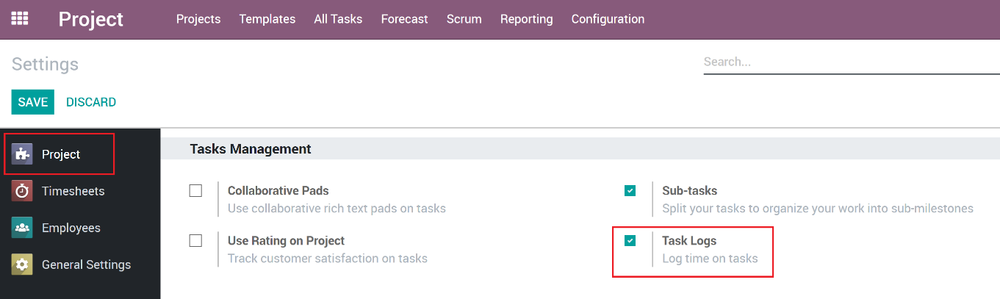 Project Projects Templates All Tasks Forecast Scrum Reporting Configuration
Settings
Search...
SAVE DISCARD
Project
Timesheets
Employees
General Settings
Tasks Management
Collaborative Pads
Use collaborative rich text pads on tasks
Sub-tasks
Split your tasks to organize your work into sub-milestones
Use Rating on Project
Track customer satisfaction on tasks
Task Logs
Log time on tasks